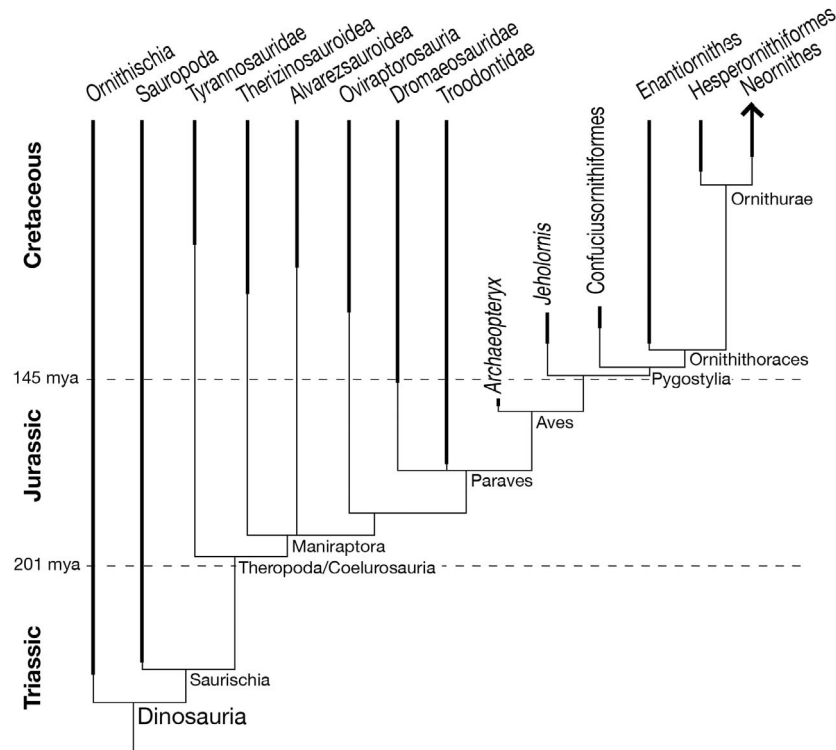 Ornithischia
Sauropoda
Tyrannosauridae
Therizinosauroidea
Alvarezsauroidea
Oviraptorosauria
Dromaeosauridae
Troodontidae
Archaeopteryx
Jeholornis
Confuciusornithiformes
Enantiornithes
Hesperornithiformes
Neornithes
Cretaceous
Ornithurae
Ornithithoraces
145 mya
Pygostylia
Jurassic
Aves
Paraves
Maniraptora
201 mya
Theropoda/Coelurosauria
Triassic
Saurischia
Dinosauria